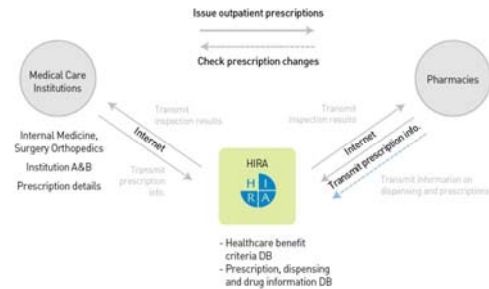 Issue outpatient prescriptions
Check prescription changes
Medical Care
Institutions
Pharmacies
Internal Medicine,
Surgery Orthopedics
Institution A&B
Prescription details
Transmit
inspection results
Internet
Transmit
prescription
info.
Transmit
inspection results
Internet
Transmit prescription info.
Transmit information on
dispensing and prescriptions
HIRA
H I
R A
- Healthcare benefit
criteria DB
- Prescription, dispensing
and drug information DB